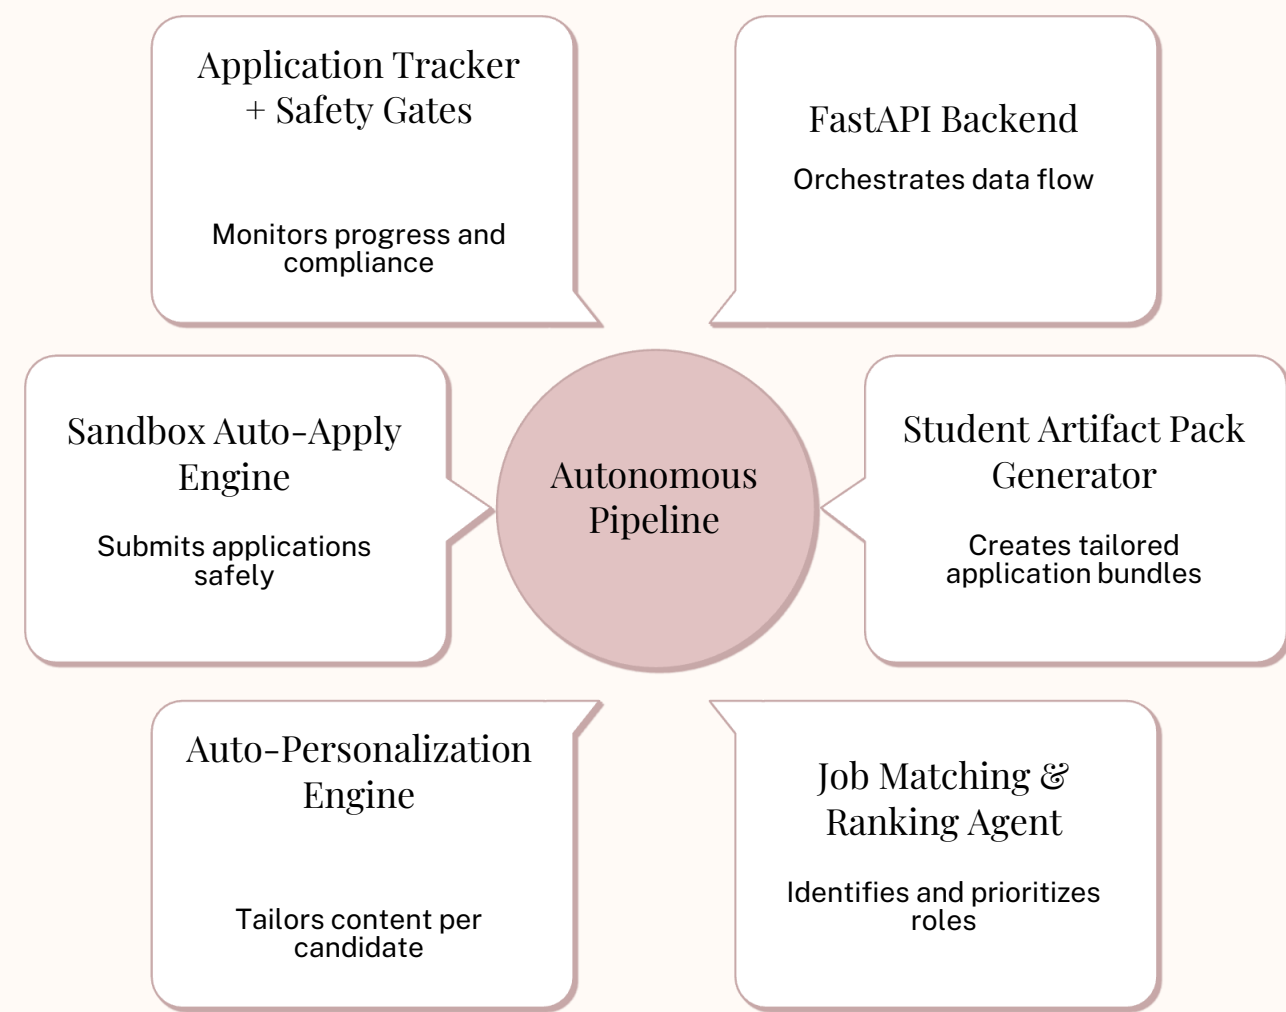 Application Tracker
+ Safety Gates
Monitors progress and
compliance
FastAPI Backend
Orchestrates data flow
Sandbox Auto-Apply
Engine
Submits applications
safely
Autonomous
Pipeline
Student Artifact Pack
Generator
Creates tailored
application bundles
Auto-Personalization
Engine
Tailors content per
candidate
Job Matching &
Ranking Agent
Identifies and prioritizes
roles